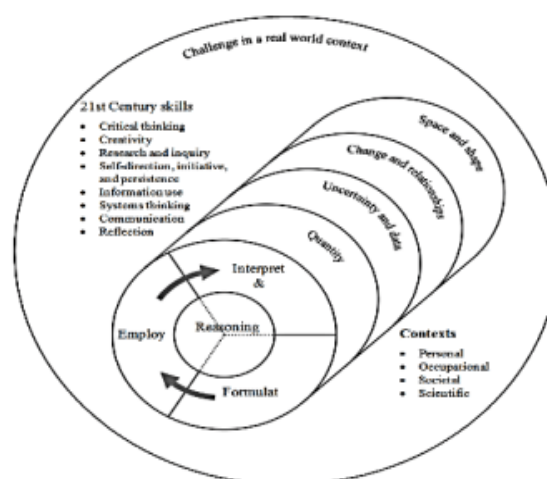 Challenge in a real world context
21st Century skills
• Critical thinking
• Creativity
• Research and inquiry
• Self-direction, initiative,
and persistence
• Information use
• Systems thinking
• Communication
• Reflection
Space and shape
Change and relationships
Uncertainty and data
Quantity
Interpret
&
Employ
Reasoning
Formulat
Contexts
• Personal
• Occupational
• Societal
• Scientific